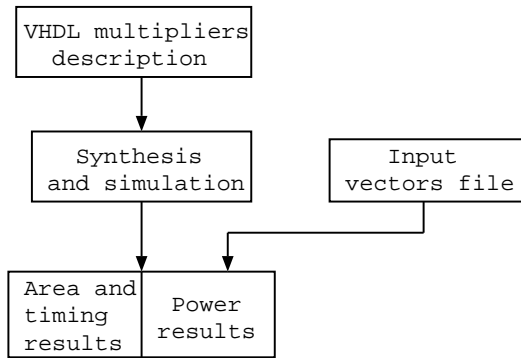 VHDL multipliers
description
Synthesis
and simulation
Input
vectors file
Area and
timing
results
Power
results